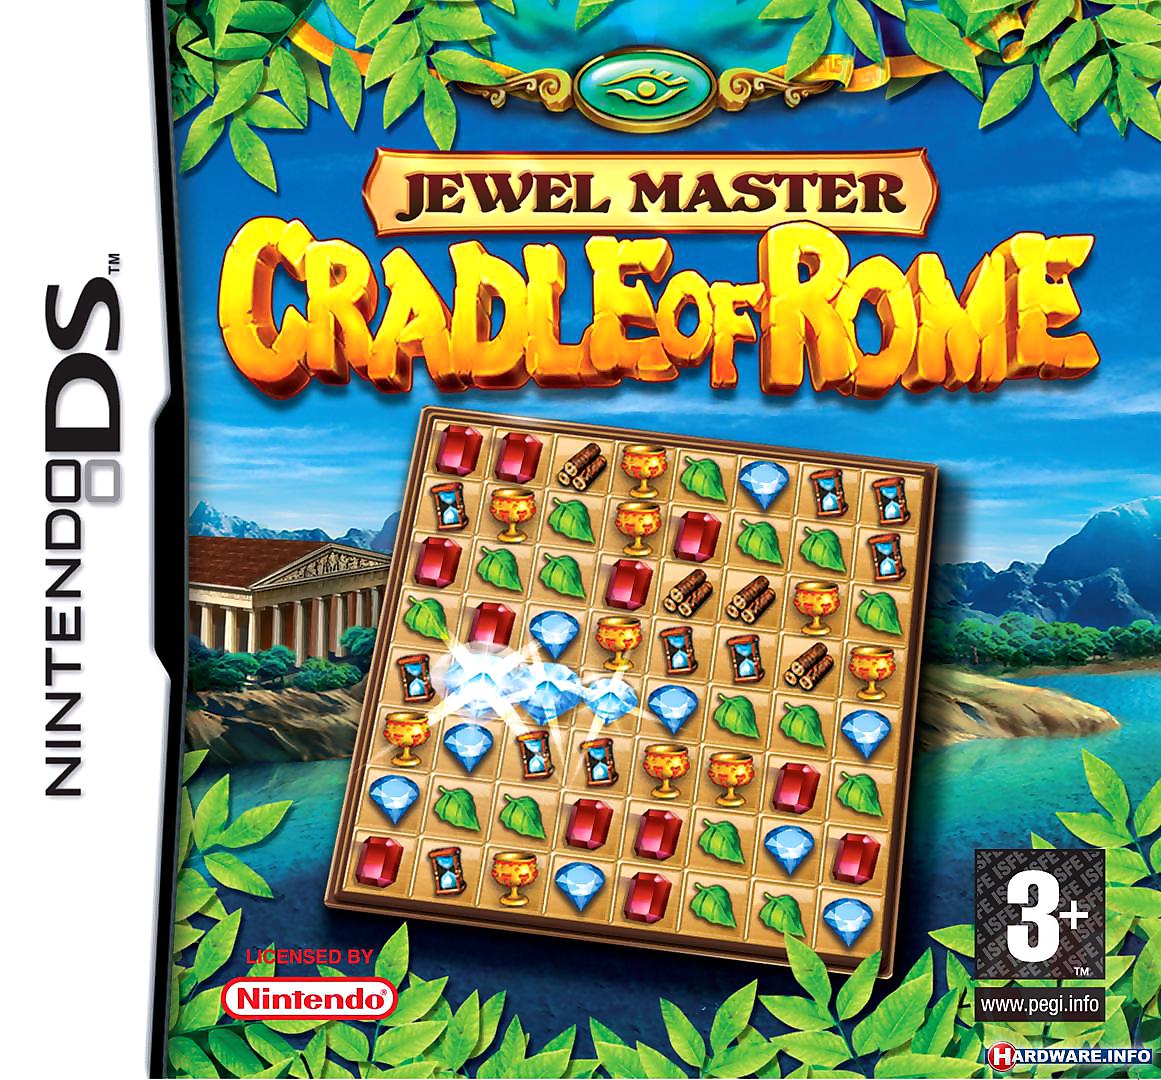 NINTENDO DS™
JEWEL MASTER
CRADLE OF ROME
LICENSED BY
Nintendo®
3+
™
www.pegi.info
HARDWARE.INFO